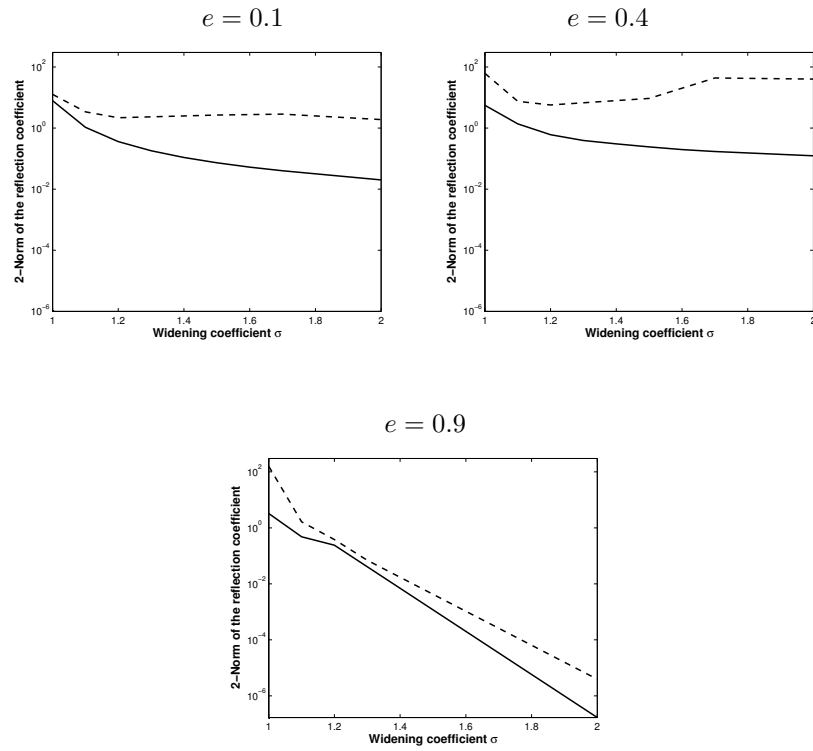 e = 0.1
10^2
10^0
10^−2
10^−4
10^−6
2−Norm of the reflection coefficient
1 1.2 1.4 1.6 1.8 2
Widening coefficient σ
e = 0.4
10^2
10^0
10^−2
10^−4
10^−6
2−Norm of the reflection coefficient
1 1.2 1.4 1.6 1.8 2
Widening coefficient σ
e = 0.9
10^2
10^0
10^−2
10^−4
10^−6
2−Norm of the reflection coefficient
1 1.2 1.4 1.6 1.8 2
Widening coefficient σ